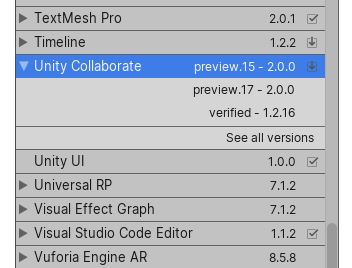 TextMesh Pro 2.0.1
Timeline 1.2.2
Unity Collaborate preview.15 - 2.0.0
preview.17 - 2.0.0
verified - 1.2.16
See all versions
Unity UI 1.0.0
Universal RP 7.1.2
Visual Effect Graph 7.1.2
Visual Studio Code Editor 1.1.2
Vuforia Engine AR 8.5.8